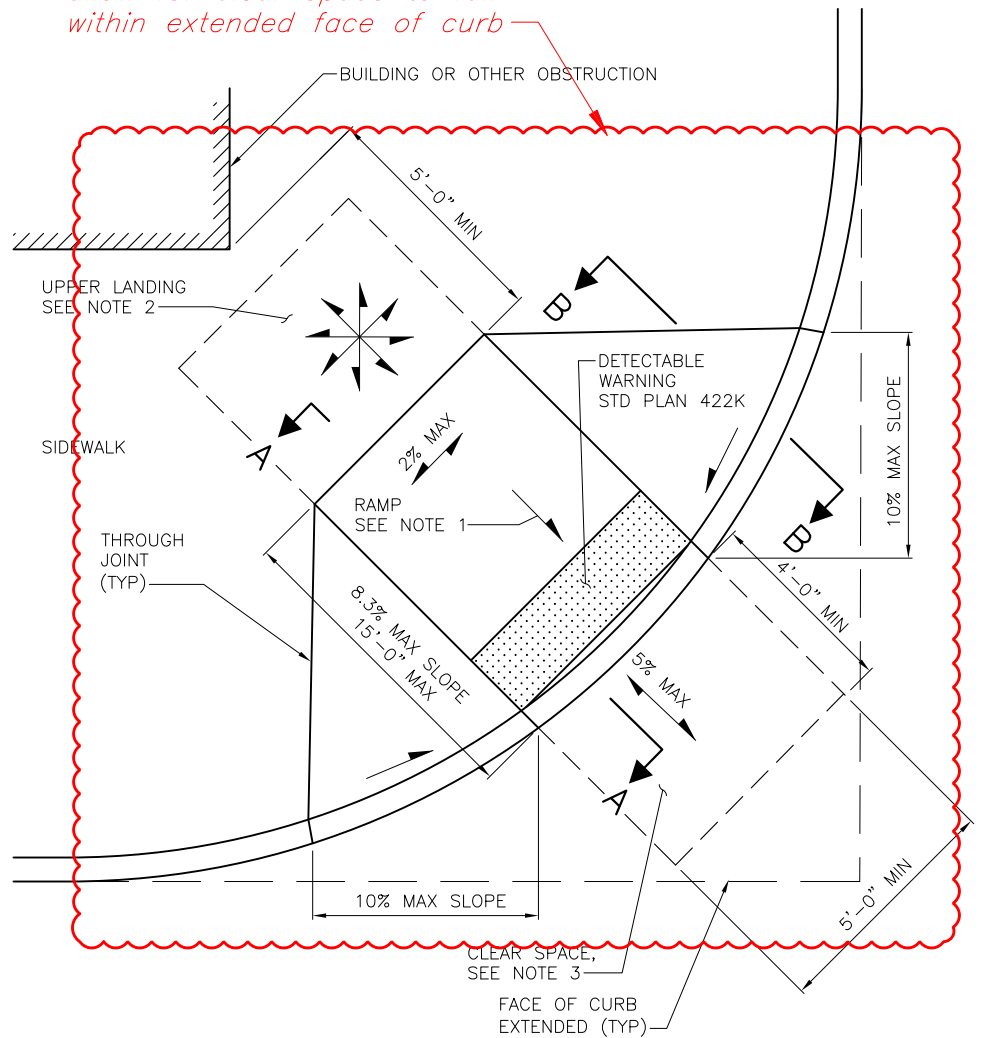 within extended face of curb
BUILDING OR OTHER OBSTRUCTION
5'-0" MIN
UPPER LANDING
SEE NOTE 2
B
DETECTABLE
WARNING
STD PLAN 422K
10% MAX SLOPE
SIDEWALK
A
2% MAX
RAMP
SEE NOTE 1
B
THROUGH
JOINT
(TYP)
8.3% MAX SLOPE
15'-0" MAX
4'-0" MIN
5% MAX
A
5'-0" MIN
10% MAX SLOPE
CLEAR SPACE,
SEE NOTE 3
FACE OF CURB
EXTENDED (TYP)